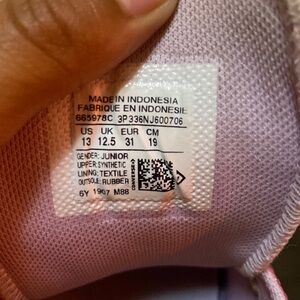 MADE IN INDONESIA
FABRIQUE EN INDONESIE
665978C 3P336NJ600706
US UK EUR CM
13 12.5 31 19
GENDER: JUNIOR
UPPER: SYNTHETIC
LINING: TEXTILE
OUTSOLE: RUBBER
6Y 1967 M88